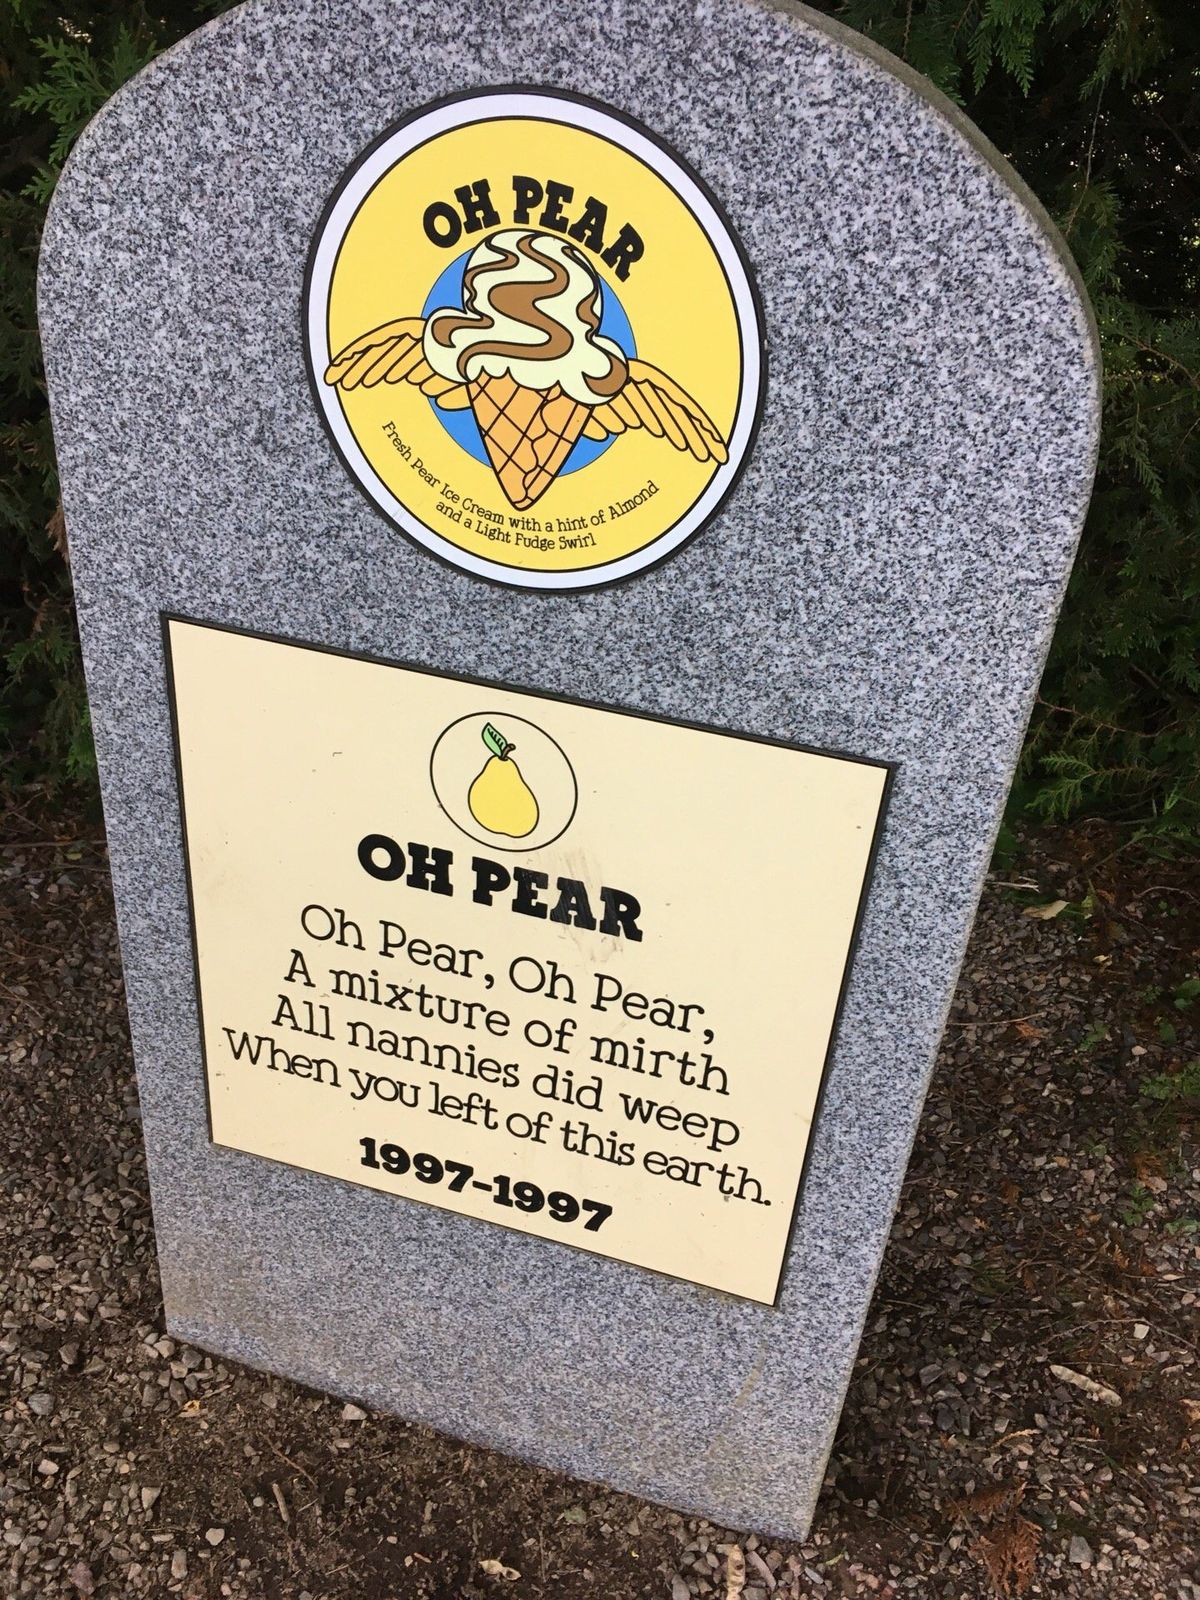 OH PEAR
Fresh Pear Ice Cream with a hint of Almond
and a Light Fudge Swirl
OH PEAR
Oh Pear, Oh Pear,
A mixture of mirth
All nannies did weep
When you left of this earth.
1997-1997